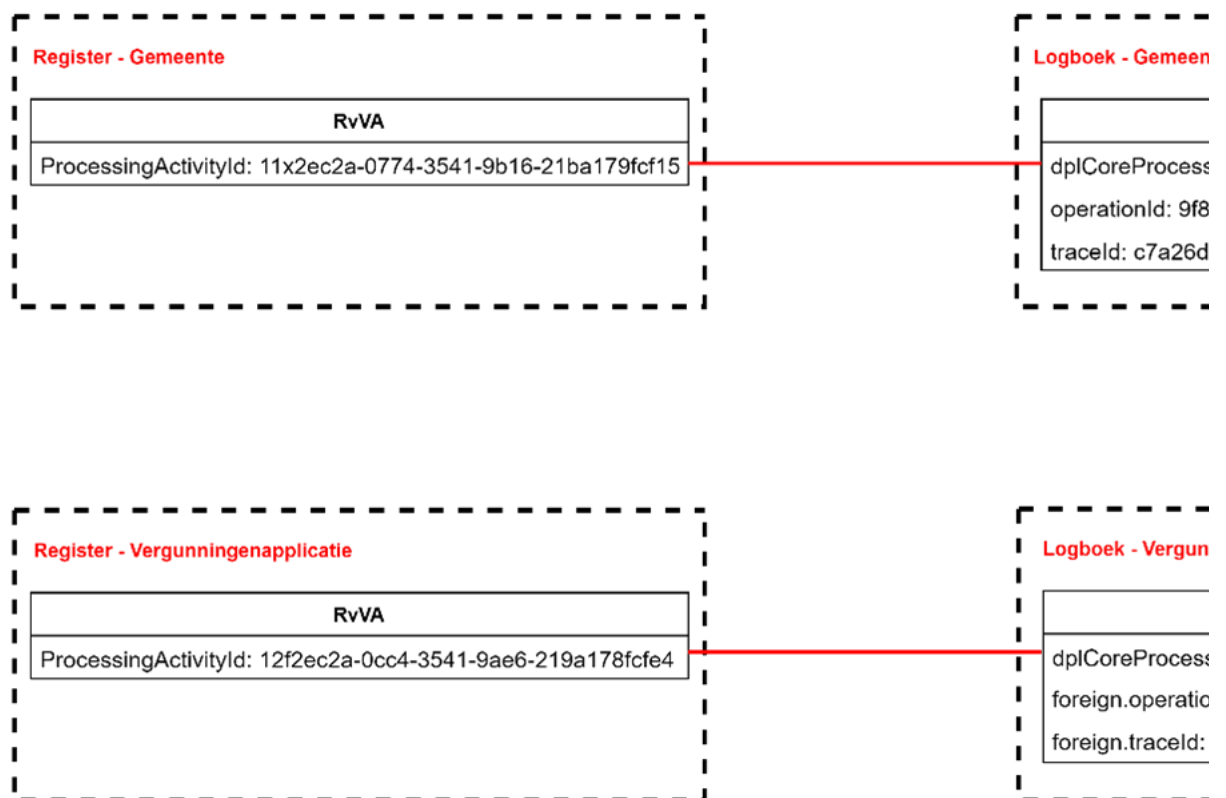 Register - Gemeente
RvVA
ProcessingActivityId: 11x2ec2a-0774-3541-9b16-21ba179fcf15
Logboek - Gemeen
dplCoreProcess
operationId: 9f8
traceId: c7a26d
Register - Vergunningenapplicatie
RvVA
ProcessingActivityId: 12f2ec2a-0cc4-3541-9ae6-219a178fcfe4
Logboek - Vergun
dplCoreProcess
foreign.operatio
foreign.traceId: